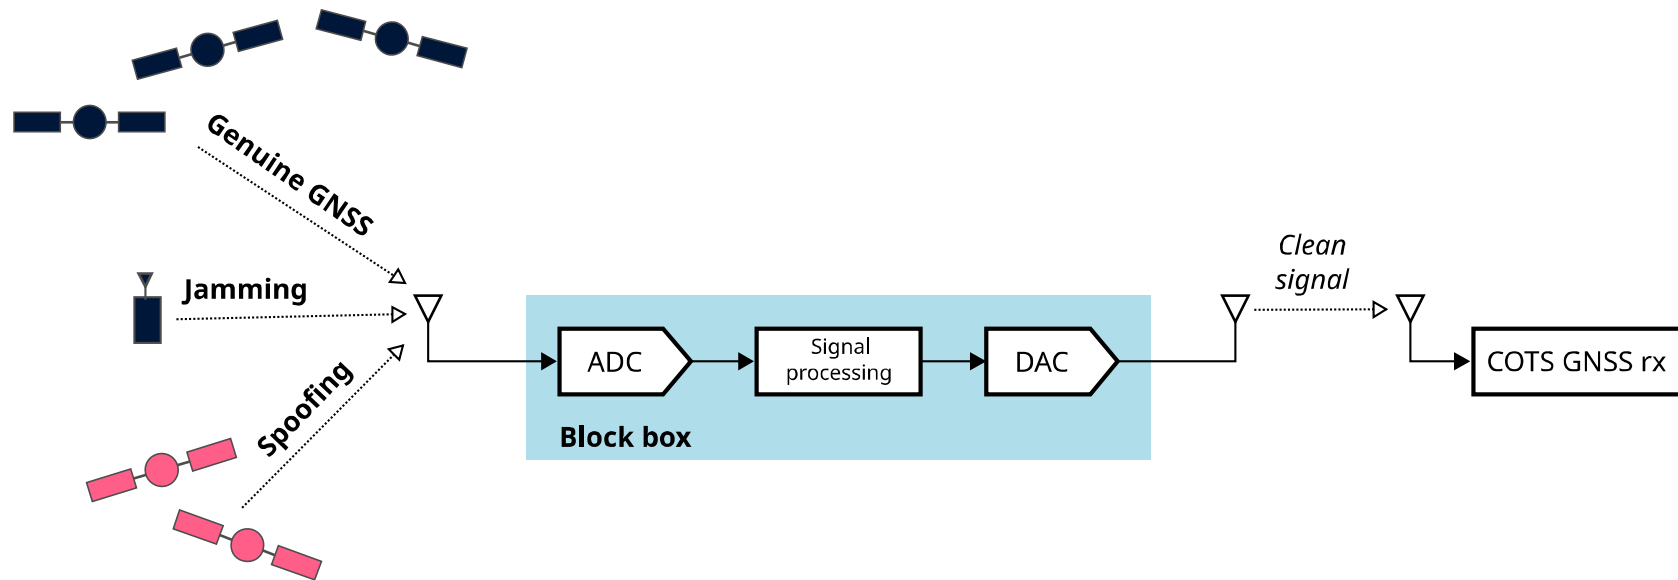 Genuine GNSS
Jamming
Spoofing
ADC
Signal
processing
DAC
Block box
Clean
signal
COTS GNSS rx